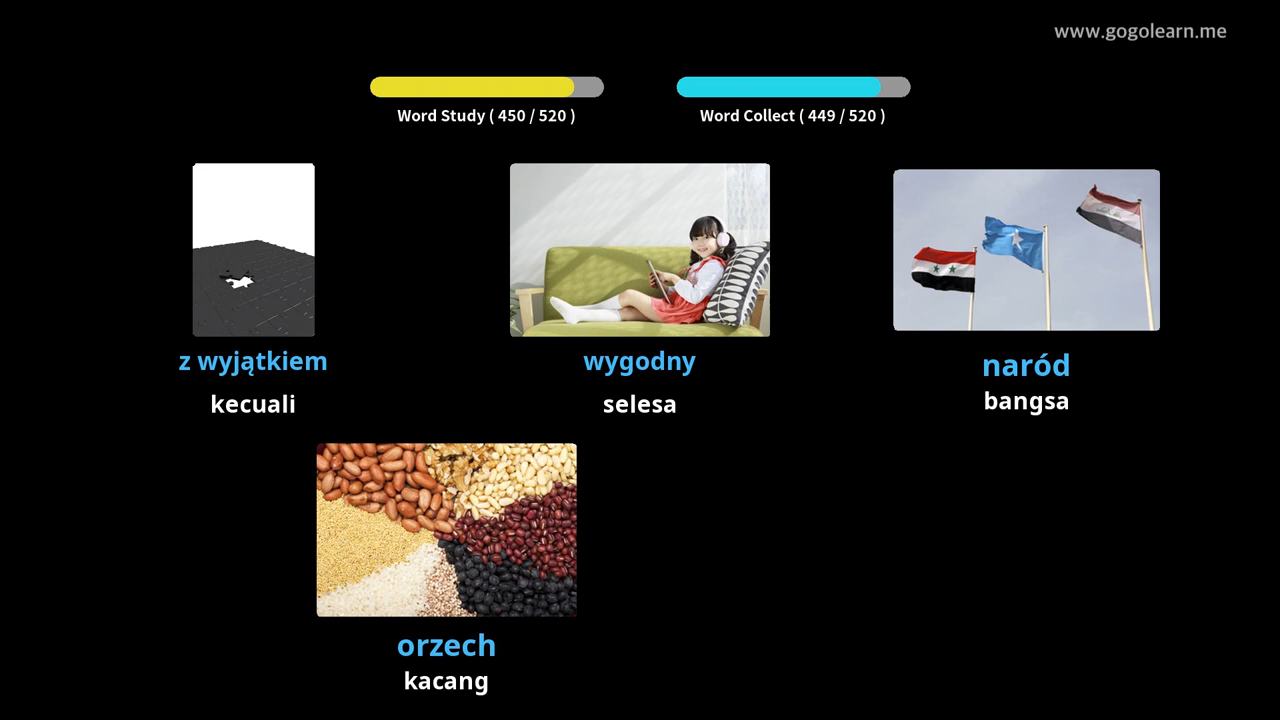 www.gogolearn.me
Word Study ( 450 / 520 )
Word Collect ( 449 / 520 )
z wyjątkiem
kecuali
wygodny
selesa
naród
bangsa
orzech
kacang